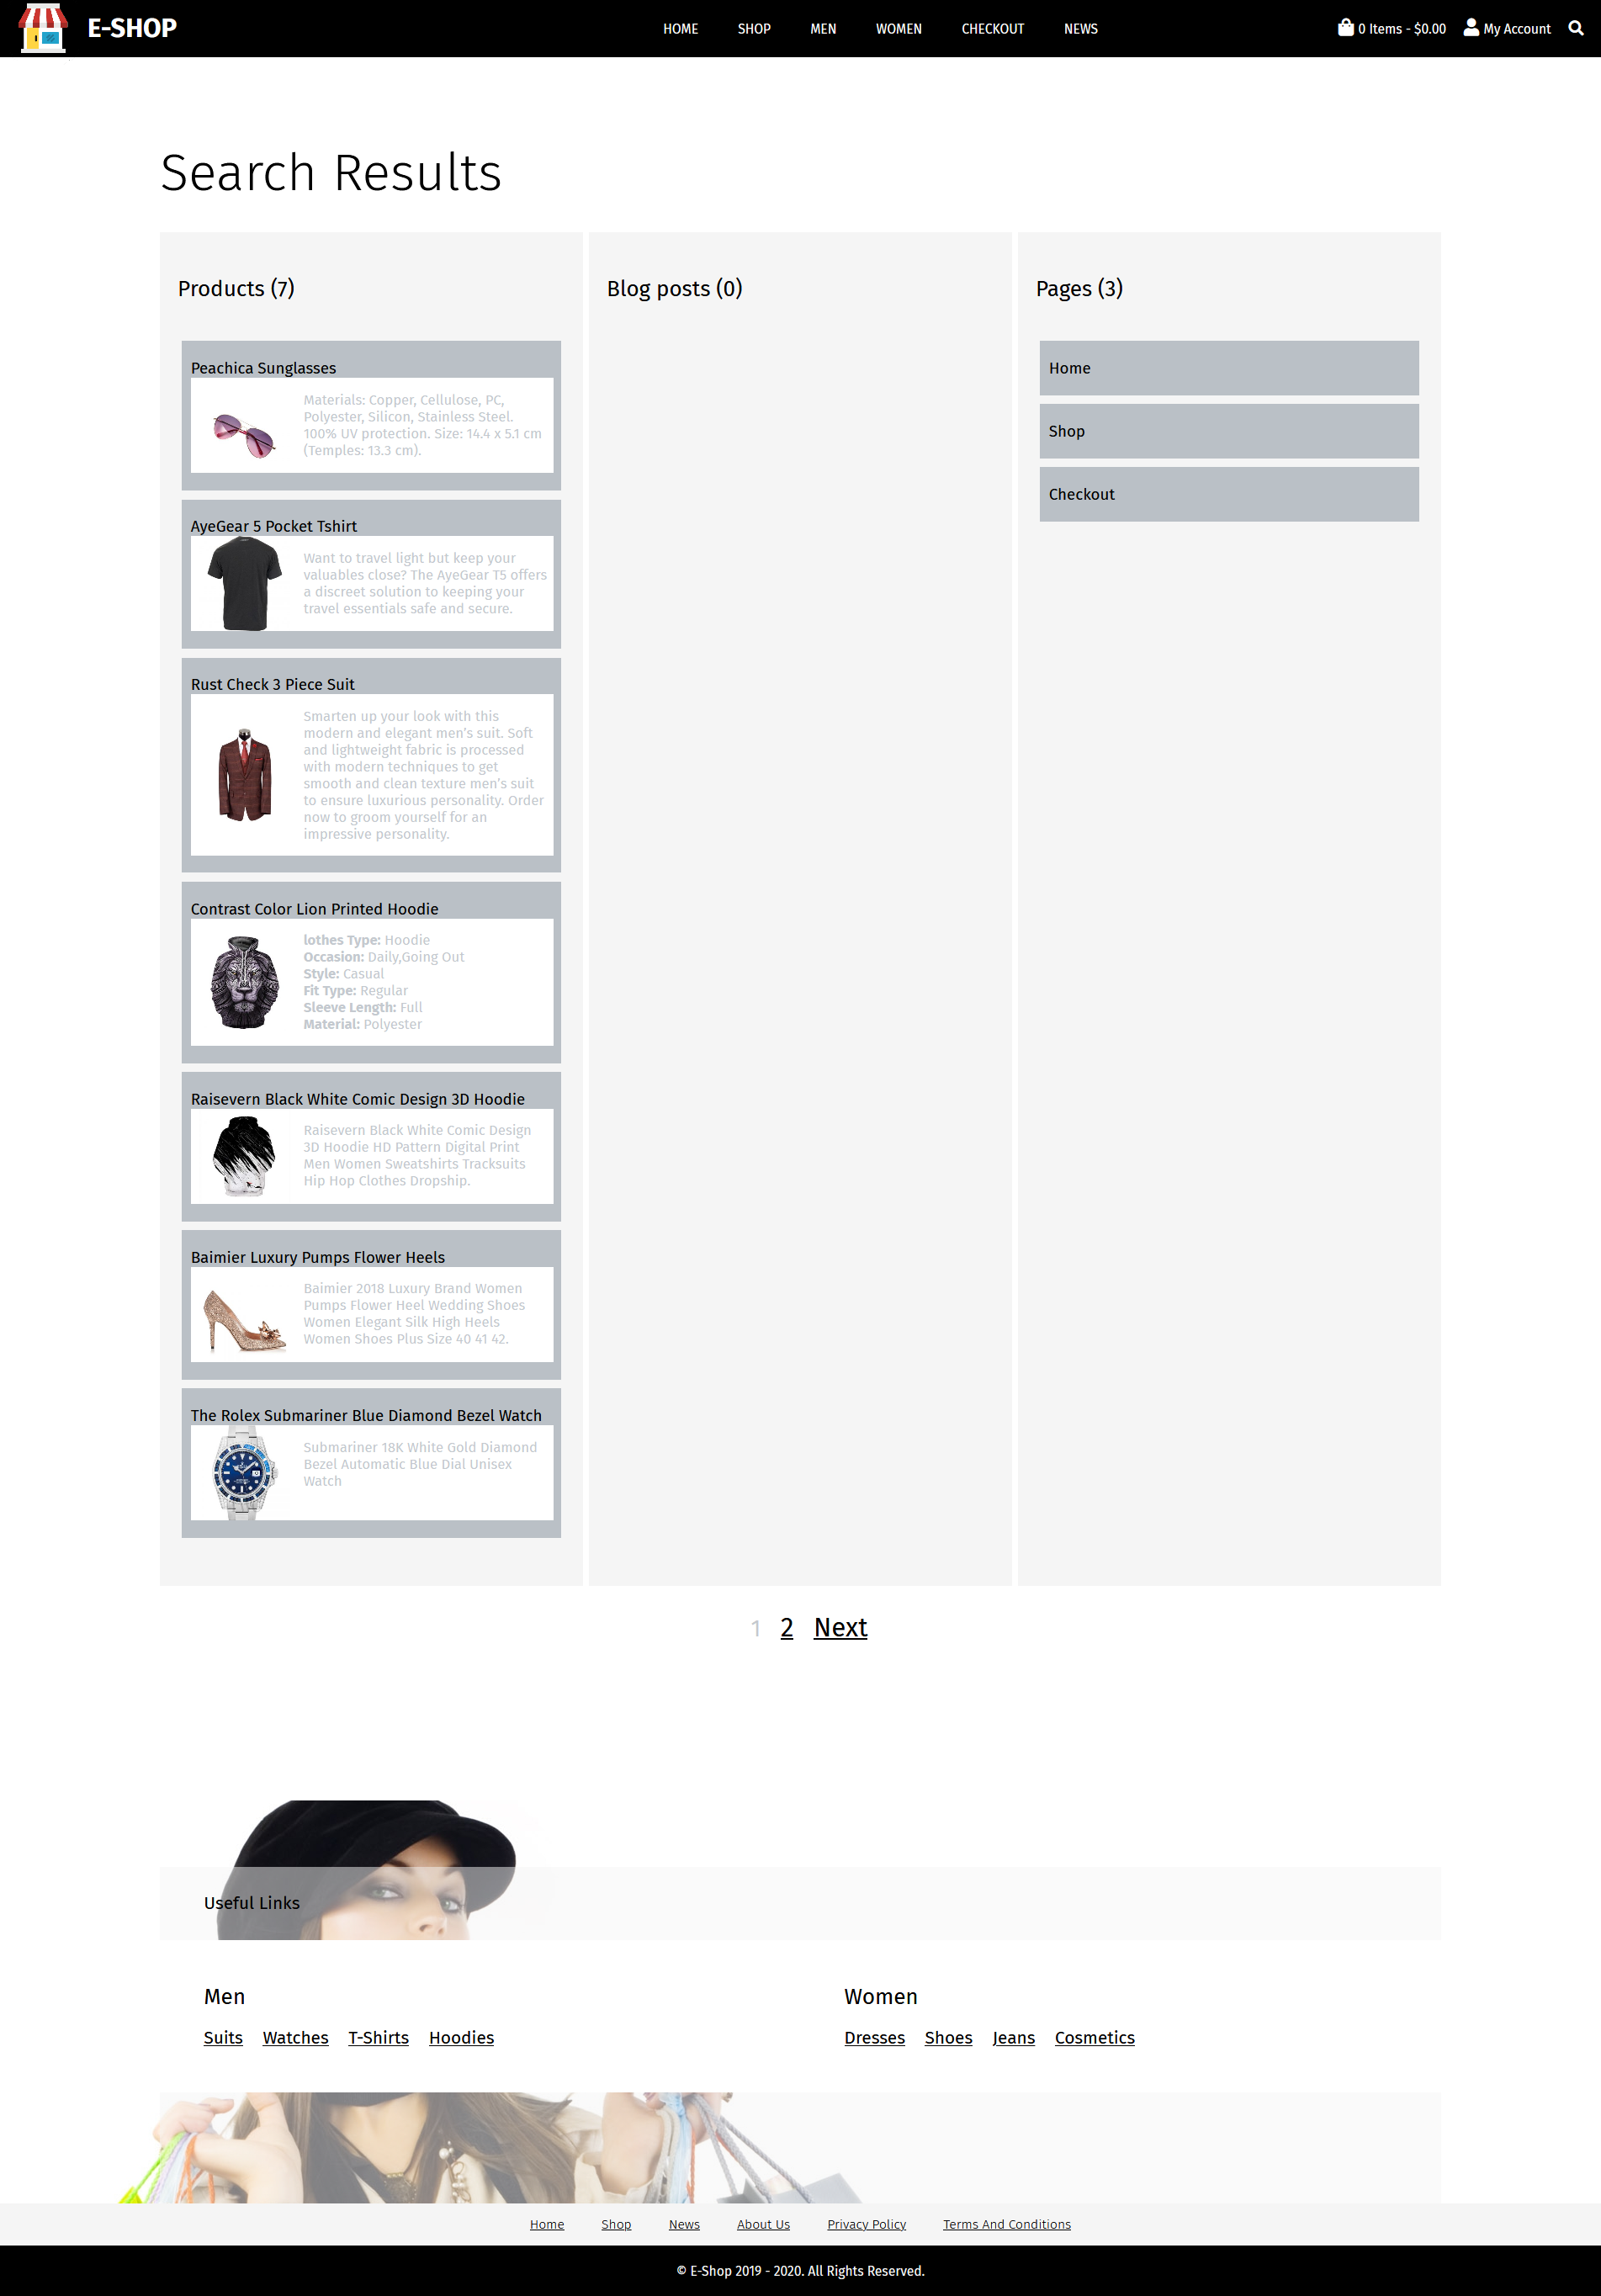 E-SHOP
HOME SHOP MEN WOMEN CHECKOUT NEWS
0 Items - $0.00 My Account
Search Results
Products (7)
Peachica Sunglasses
Materials: Copper, Cellulose, PC,
Polyester, Silicon, Stainless Steel.
100% UV protection. Size: 14.4 x 5.1 cm
(Temples: 13.3 cm).
AyeGear 5 Pocket Tshirt
Want to travel light but keep your
valuables close? The AyeGear T5 offers
a discreet solution to keeping your
travel essentials safe and secure.
Rust Check 3 Piece Suit
Smarten up your look with this
modern and elegant men's suit. Soft
and lightweight fabric is processed
with modern techniques to get
smooth and clean texture men's suit
to ensure luxurious personality. Order
now to groom yourself for an
impressive personality.
Contrast Color Lion Printed Hoodie
lothes Type: Hoodie
Occasion: Daily,Going Out
Style: Casual
Fit Type: Regular
Sleeve Length: Full
Material: Polyester
Raisevern Black White Comic Design 3D Hoodie
Raisevern Black White Comic Design
3D Hoodie HD Pattern Digital Print
Men Women Sweatshirts Tracksuits
Hip Hop Clothes Dropship.
Baimier Luxury Pumps Flower Heels
Baimier 2018 Luxury Brand Women
Pumps Flower Heel Wedding Shoes
Women Elegant Silk High Heels
Women Shoes Plus Size 40 41 42.
The Rolex Submariner Blue Diamond Bezel Watch
Submariner 18K White Gold Diamond
Bezel Automatic Blue Dial Unisex
Watch
Blog posts (0)
Pages (3)
Home
Shop
Checkout
1 2 Next
Useful Links
Men
Suits Watches T-Shirts Hoodies
Women
Dresses Shoes Jeans Cosmetics
Home Shop News About Us Privacy Policy Terms And Conditions
© E-Shop 2019 - 2020. All Rights Reserved.